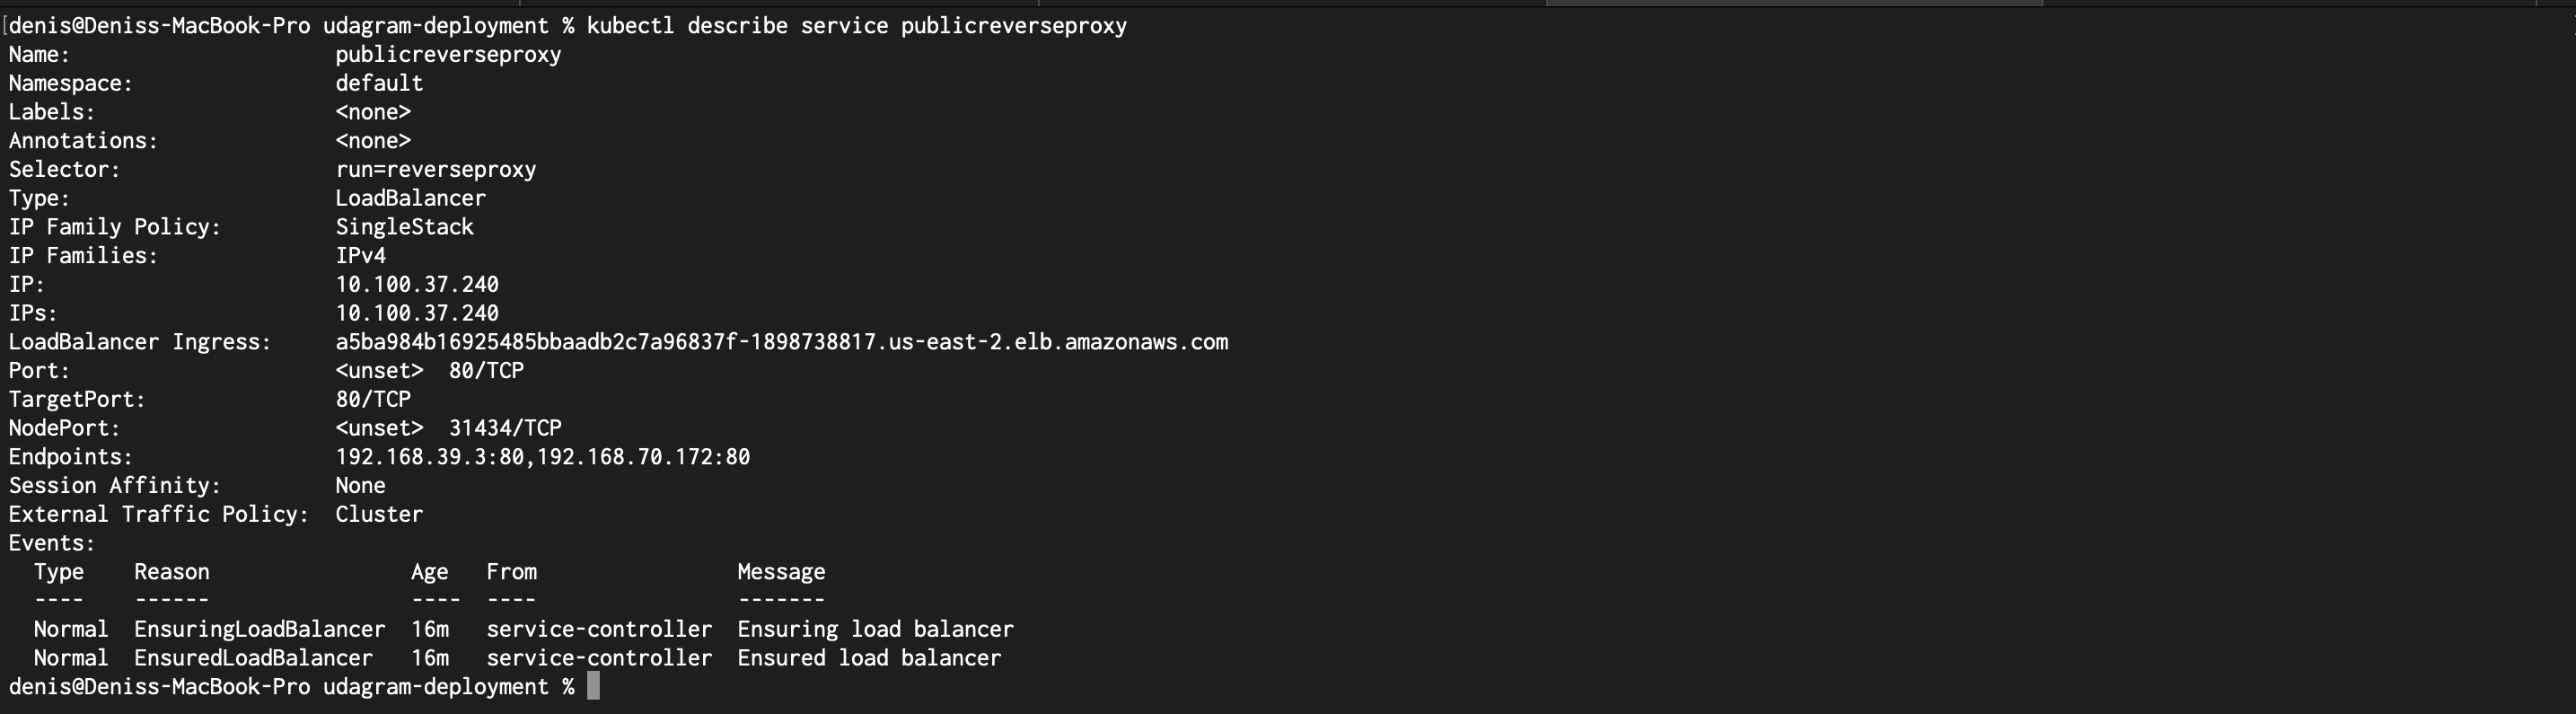 [denis@Deniss-MacBook-Pro udagram-deployment % kubectl describe service publicreverseproxy
Name:                     publicreverseproxy
Namespace:                default
Labels:                   <none>
Annotations:              <none>
Selector:                 run=reverseproxy
Type:                     LoadBalancer
IP Family Policy:         SingleStack
IP Families:              IPv4
IP:                       10.100.37.240
IPs:                      10.100.37.240
LoadBalancer Ingress:     a5ba984b16925485bbaadb2c7a96837f-1898738817.us-east-2.elb.amazonaws.com
Port:                     <unset>  80/TCP
TargetPort:               80/TCP
NodePort:                 <unset>  31434/TCP
Endpoints:                192.168.39.3:80,192.168.70.172:80
Session Affinity:         None
External Traffic Policy:  Cluster
Events:
  Type    Reason                Age   From                Message
  ----    ------                ----  ----                -------
  Normal  EnsuringLoadBalancer  16m   service-controller  Ensuring load balancer
  Normal  EnsuredLoadBalancer   16m   service-controller  Ensured load balancer
denis@Deniss-MacBook-Pro udagram-deployment %